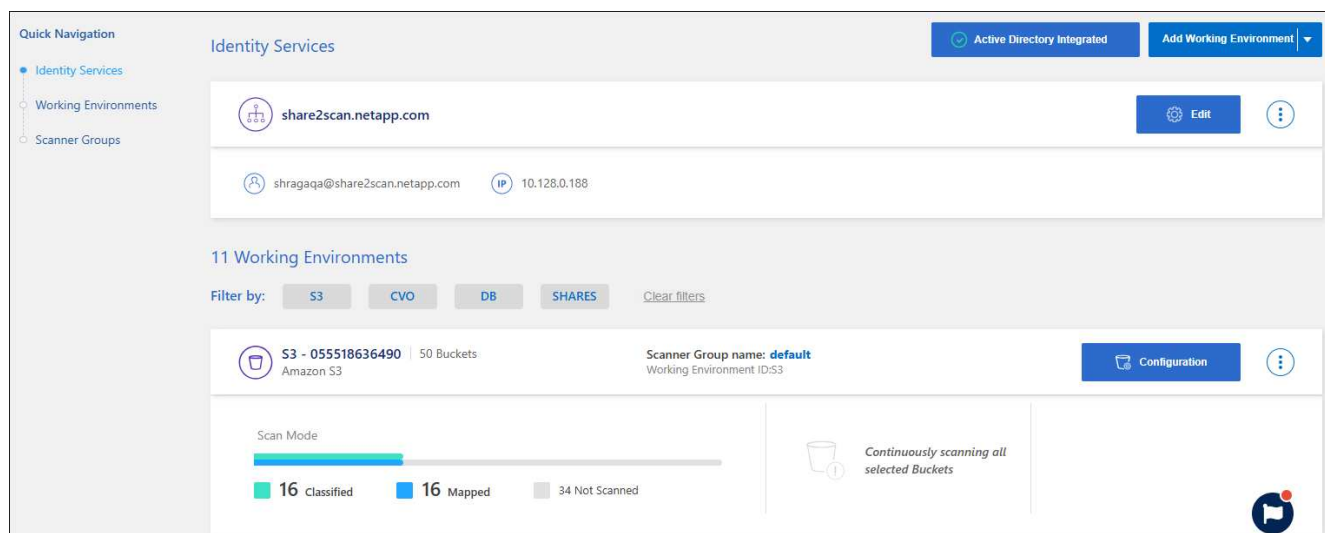 Quick Navigation
Identity Services
Working Environments
Scanner Groups
Identity Services
Active Directory Integrated
Add Working Environment
share2scan.netapp.com
Edit
shragaqa@share2scan.netapp.com
IP
10.128.0.188
11 Working Environments
Filter by:
S3
CVO
DB
SHARES
Clear filters
S3 - 055518636490
50 Buckets
Amazon S3
Scanner Group name: default
Working Environment ID:S3
Configuration
Scan Mode
16 Classified
16 Mapped
34 Not Scanned
Continuously scanning all
selected Buckets